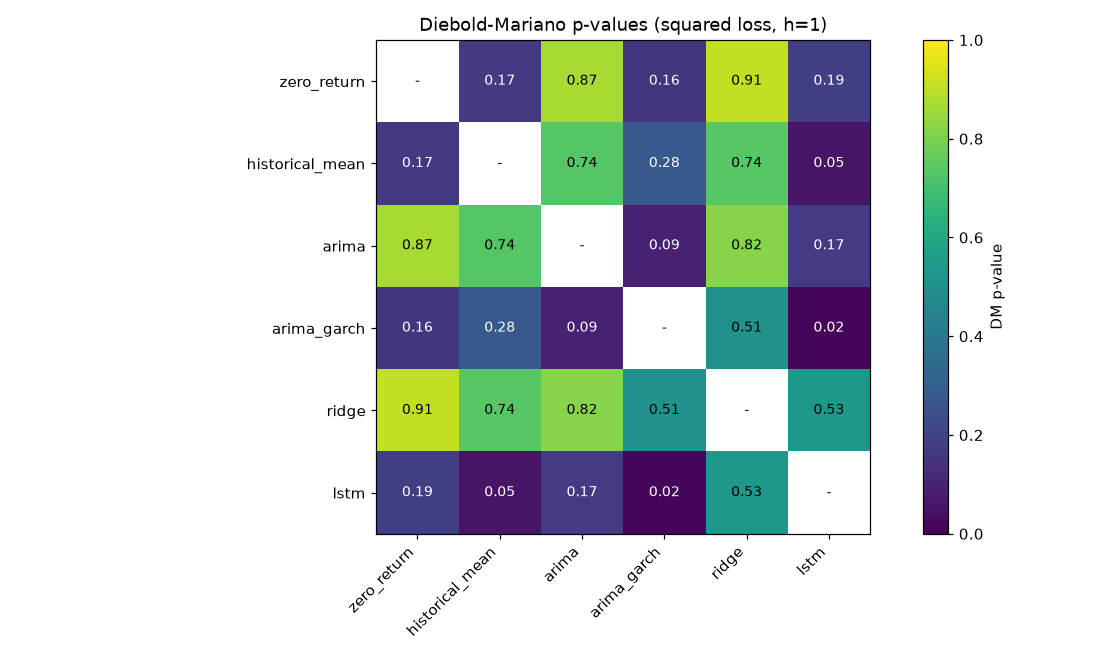 Diebold-Mariano p-values (squared loss, h=1)
zero_return - 0.17 0.87 0.16 0.91 0.19
historical_mean 0.17 - 0.74 0.28 0.74 0.05
arima 0.87 0.74 - 0.09 0.82 0.17
arima_garch 0.16 0.28 0.09 - 0.51 0.02
ridge 0.91 0.74 0.82 0.51 - 0.53
lstm 0.19 0.05 0.17 0.02 0.53 -
zero_return historical_mean arima arima_garch ridge lstm
1.0
0.8
0.6
0.4
0.2
0.0
DM p-value